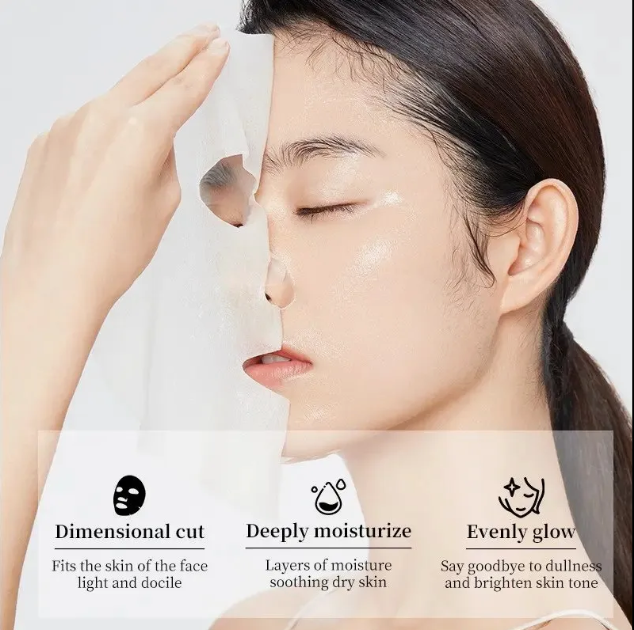 Dimensional cut
Fits the skin of the face
light and docile
Deeply moisturize
Layers of moisture
soothing dry skin
Evenly glow
Say goodbye to dullness
and brighten skin tone